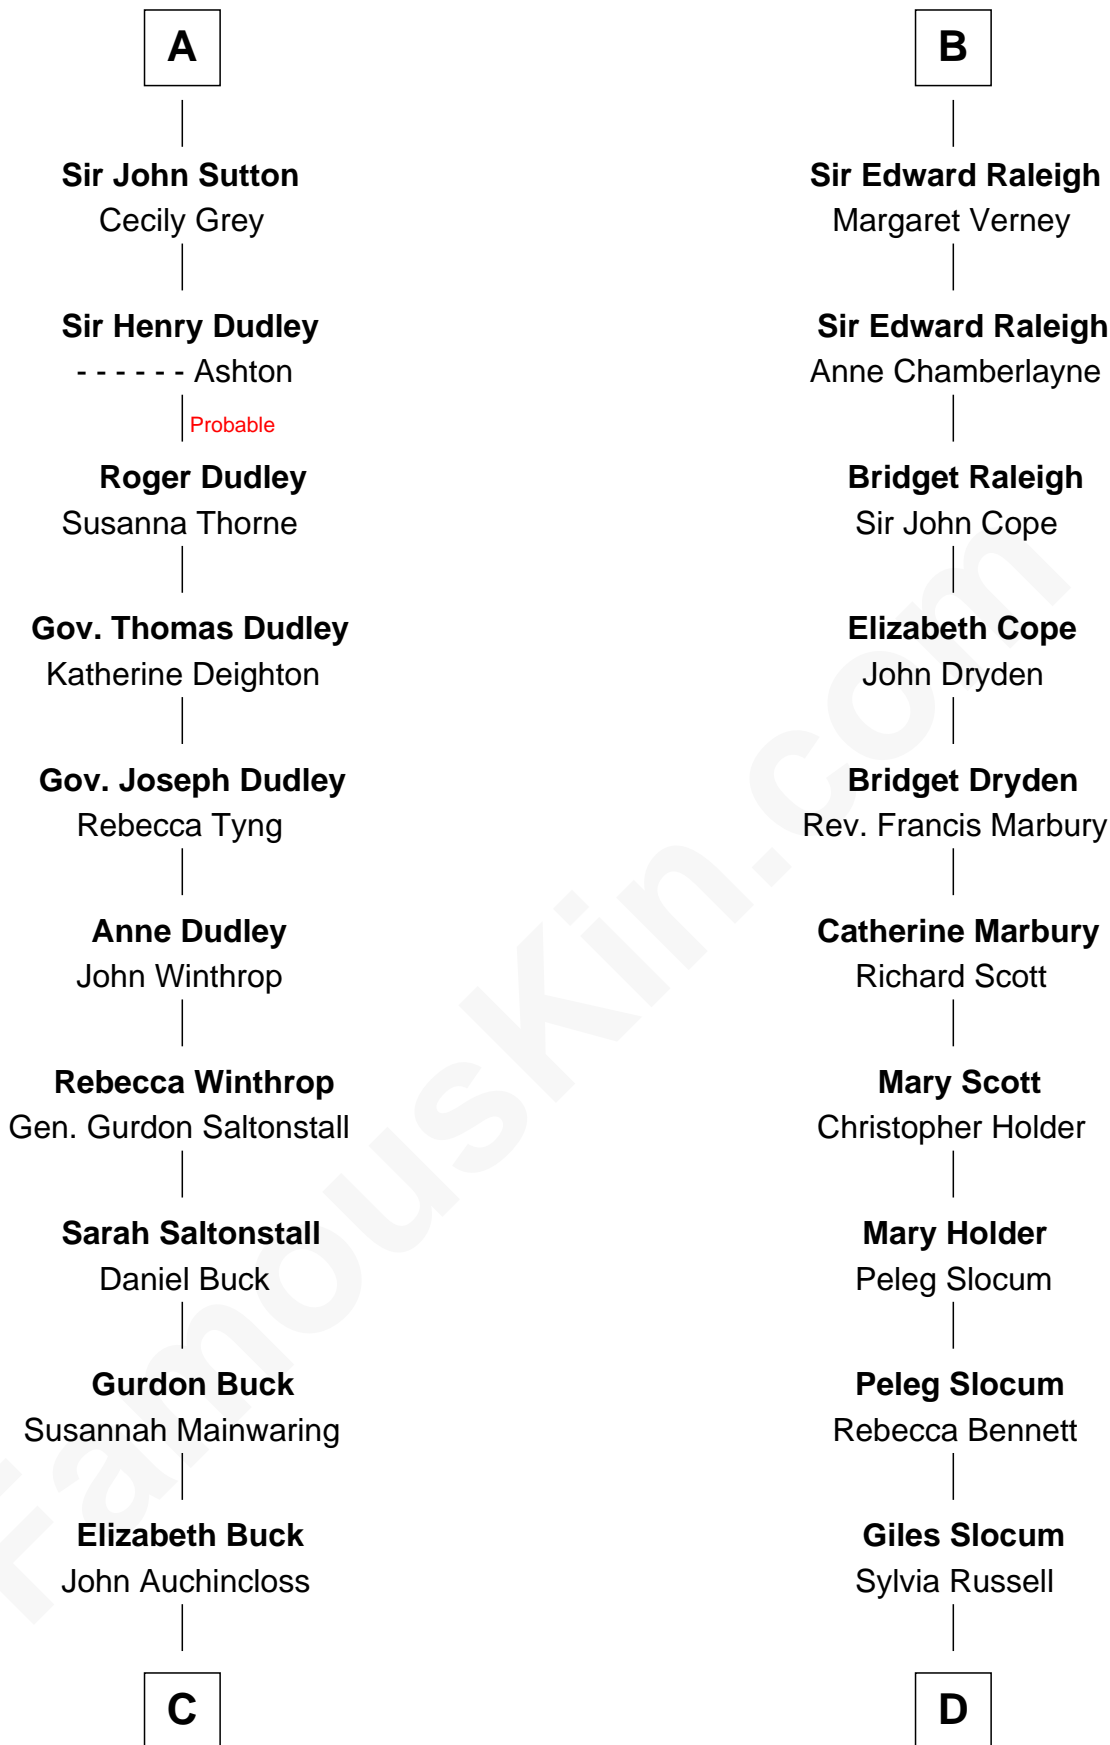 A
Sir John Sutton
Cecily Grey
Sir Henry Dudley
- - - - - - Ashton
Probable
Roger Dudley
Susanna Thorne
Gov. Thomas Dudley
Katherine Deighton
Gov. Joseph Dudley
Rebecca Tyng
Anne Dudley
John Winthrop
Rebecca Winthrop
Gen. Gurdon Saltonstall
Sarah Saltonstall
Daniel Buck
Gurdon Buck
Susannah Mainwaring
Elizabeth Buck
John Auchincloss
C
B
Sir Edward Raleigh
Margaret Verney
Sir Edward Raleigh
Anne Chamberlayne
Bridget Raleigh
Sir John Cope
Elizabeth Cope
John Dryden
Bridget Dryden
Rev. Francis Marbury
Catherine Marbury
Richard Scott
Mary Scott
Christopher Holder
Mary Holder
Peleg Slocum
Peleg Slocum
Rebecca Bennett
Giles Slocum
Sylvia Russell
D
FamousKin.com